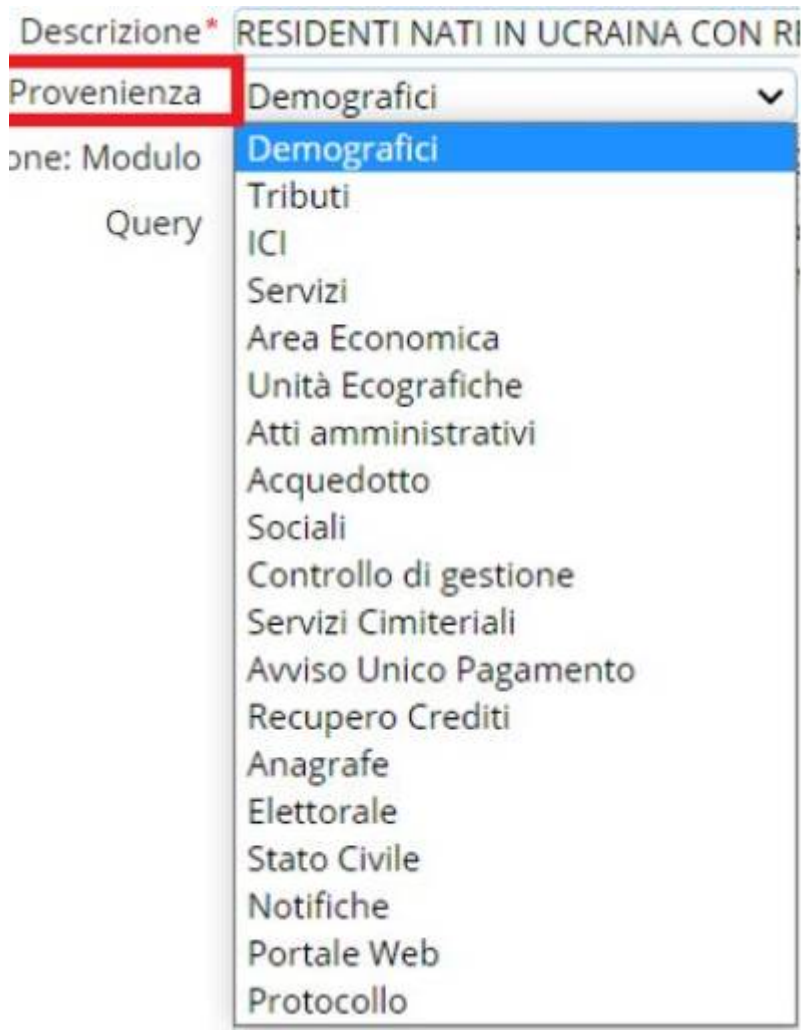 Descrizione* RESIDENTI NATI IN UCRAINA CON
Provenienza Demografici
Modulo Demografici
Query Tributi
ICI
Servizi
Area Economica
Unità Ecografiche
Atti amministrativi
Acquedotto
Sociali
Controllo di gestione
Servizi Cimiteriali
Avviso Unico Pagamento
Recupero Crediti
Anagrafe
Elettorale
Stato Civile
Notifiche
Portale Web
Protocollo